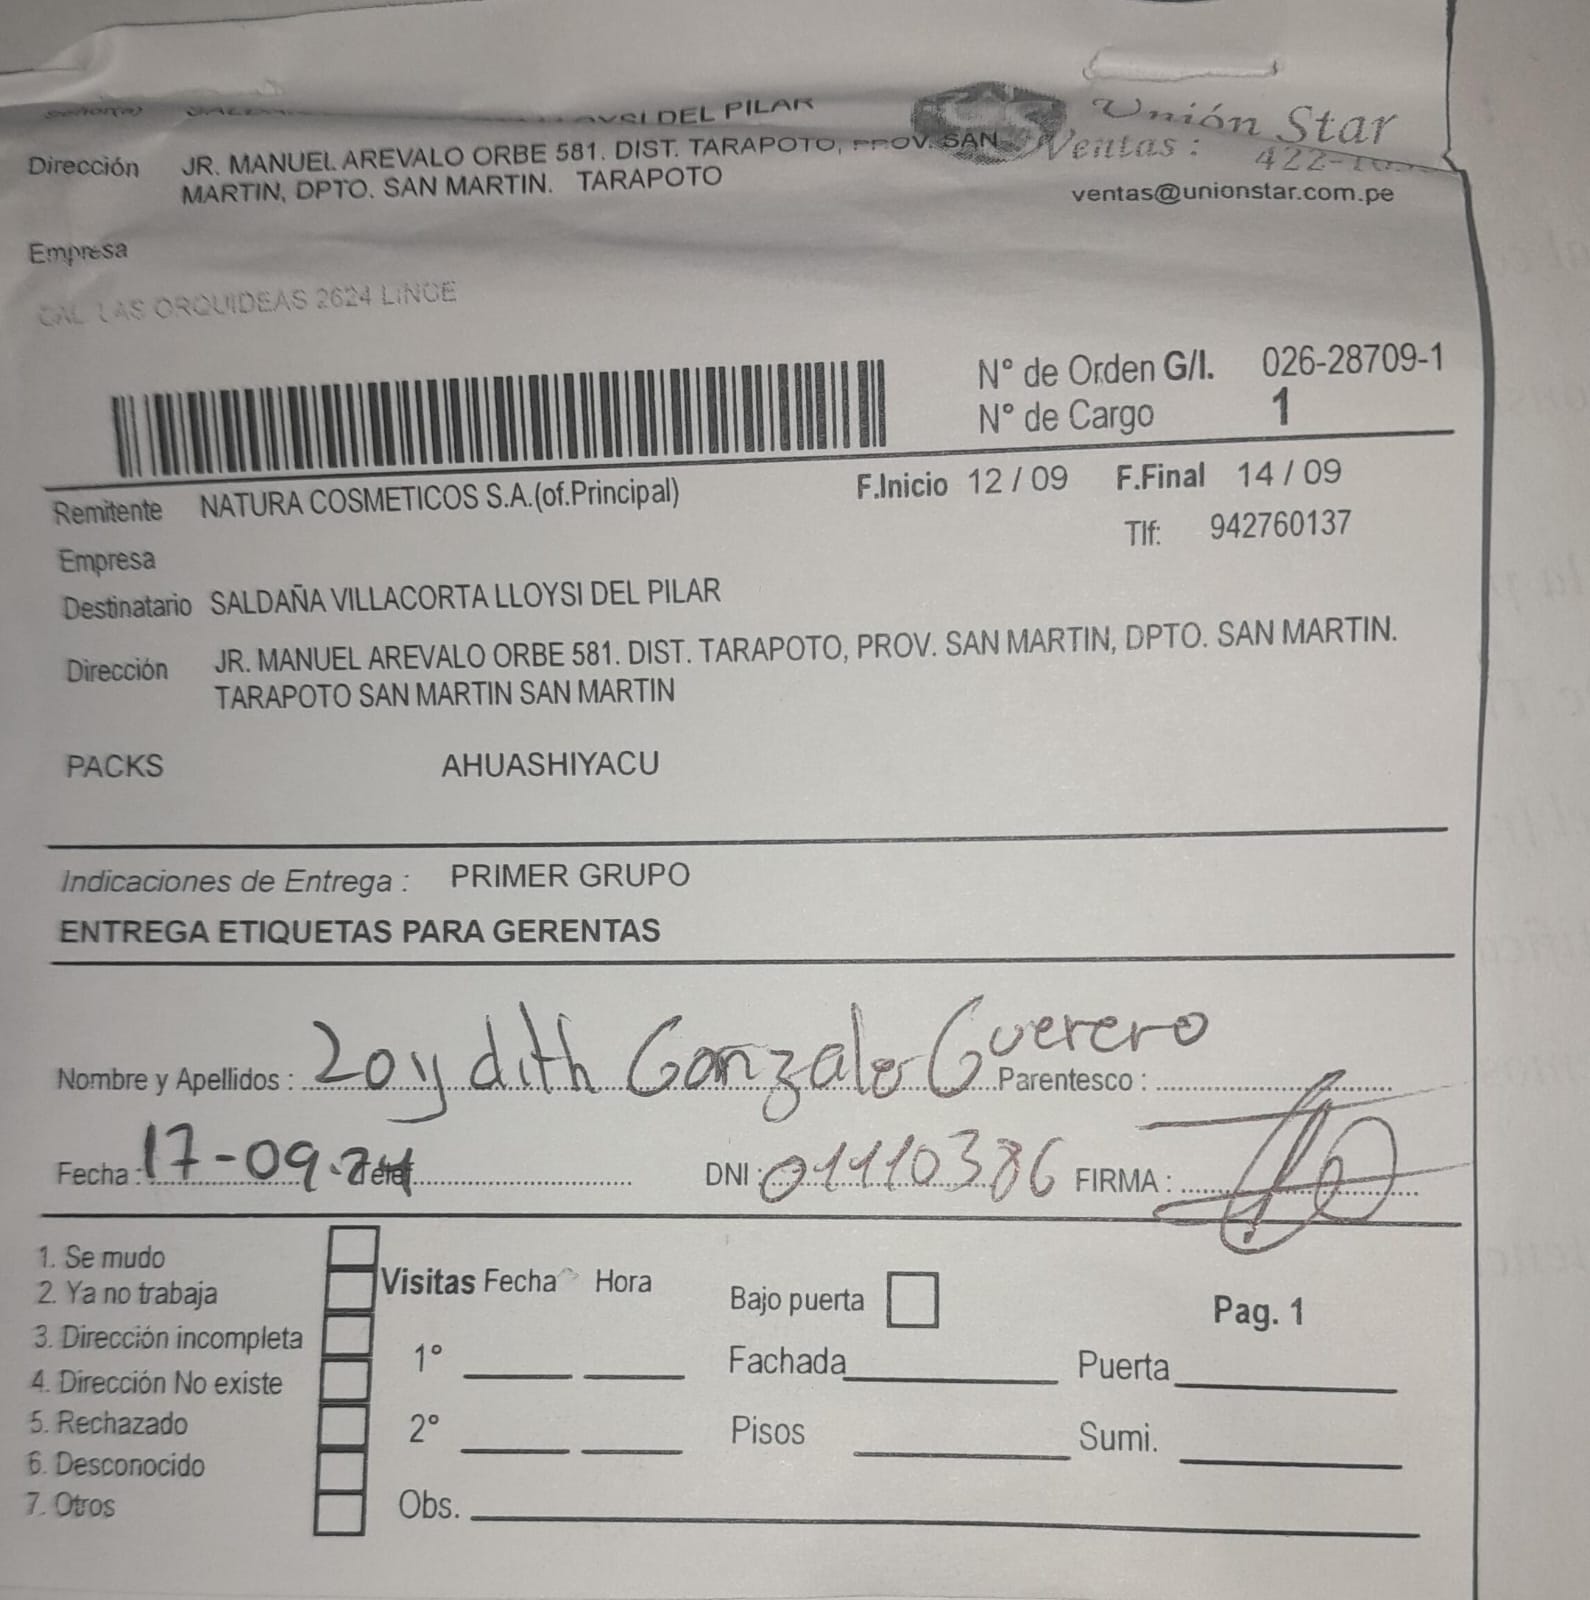 Señor(a) DEL PILAR
Unión Star
Dirección JR. MANUEL AREVALO ORBE 581. DIST. TARAPOTO, PROV. SAN
MARTIN, DPTO. SAN MARTIN. TARAPOTO
Ventas : 422-
ventas@unionstar.com.pe
Empresa
CAL LAS ORQUIDEAS 2624 LINCE
N° de Orden G/I. 026-28709-1
N° de Cargo 1
Remitente NATURA COSMETICOS S.A.(of.Principal) F.Inicio 12 / 09 F.Final 14 / 09
Tlf: 942760137
Empresa
Destinatario SALDAÑA VILLACORTA LLOYSI DEL PILAR
Dirección JR. MANUEL AREVALO ORBE 581. DIST. TARAPOTO, PROV. SAN MARTIN, DPTO. SAN MARTIN.
TARAPOTO SAN MARTIN SAN MARTIN
PACKS AHUASHIYACU
Indicaciones de Entrega : PRIMER GRUPO
ENTREGA ETIQUETAS PARA GERENTAS
Nombre y Apellidos : Zoydith Gonzales Guerero Parentesco :
Fecha : 17-09-24 Telef. DNI : 01110386 FIRMA :
1. Se mudo
2. Ya no trabaja
3. Dirección incompleta
4. Dirección No existe
5. Rechazado
6. Desconocido
7. Otros
Visitas Fecha Hora
1°
2°
Obs.
Bajo puerta
Pag. 1
Fachada Puerta
Pisos Sumi.